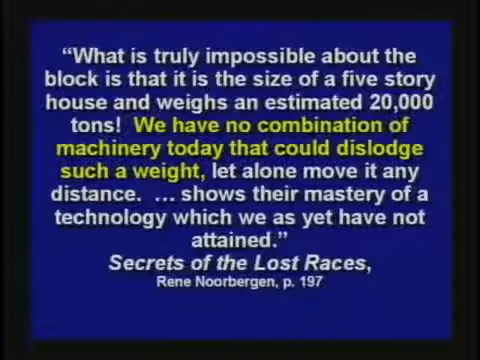 “What is truly impossible about the
block is that it is the size of a five story
house and weighs an estimated 20,000
tons!  We have no combination of
machinery today that could dislodge
such a weight, let alone move it any
distance.  … shows their mastery of a
technology which we as yet have not
attained.”
Secrets of the Lost Races,
Rene Noorbergen, p. 197